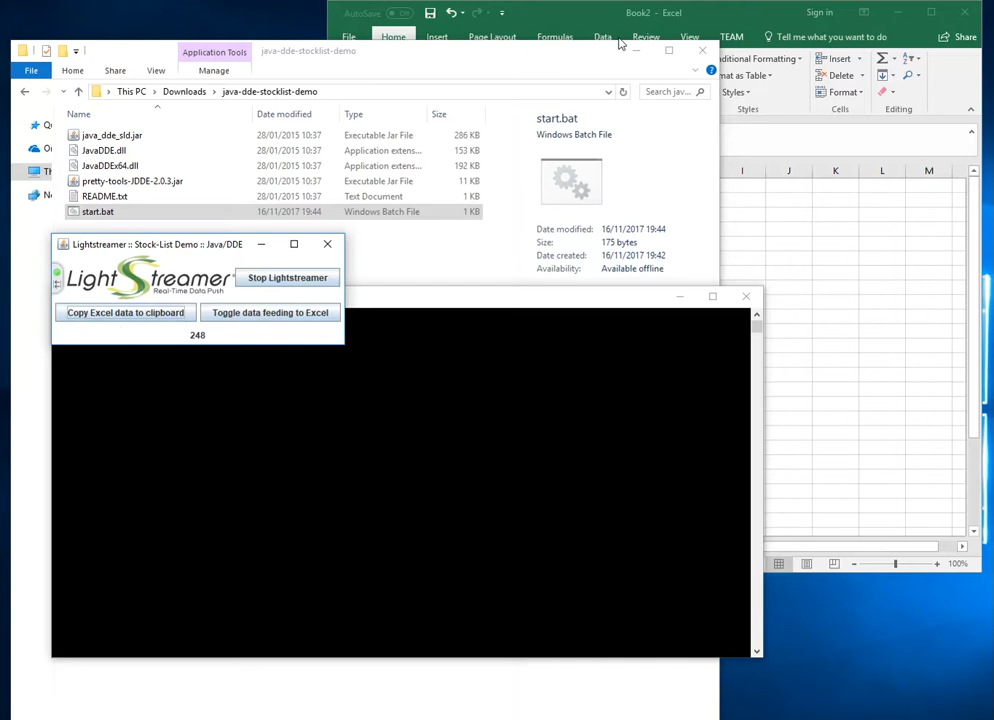 AutoSave Off Book2 - Excel Sign in
File Home Insert Page Layout Formulas Data Review View TEAM Tell me what you want to do Share
Application Tools java-dde-stocklist-demo
File Home Share View Manage
This PC Downloads java-dde-stocklist-demo Search jav...
Name Date modified Type Size
java_dde_sld.jar 28/01/2015 10:37 Executable Jar File 286 KB
JavaDDE.dll 28/01/2015 10:37 Application extens... 153 KB
JavaDDEx64.dll 28/01/2015 10:37 Application extens... 192 KB
pretty-tools-JDDE-2.0.3.jar 28/01/2015 10:37 Executable Jar File 11 KB
README.txt 28/01/2015 10:37 Text Document 1 KB
start.bat 16/11/2017 19:44 Windows Batch File 1 KB
start.bat
Windows Batch File
Date modified: 16/11/2017 19:44
Size: 175 bytes
Date created: 16/11/2017 19:42
Availability: Available offline
Conditional Formatting
Insert
Delete
Format
Styles
Styles Cells Editing
I J K L M
Lightstreamer :: Stock-List Demo :: Java/DDE
LightStreamer
Real-Time Data Push
Stop Lightstreamer
Copy Excel data to clipboard Toggle data feeding to Excel
248
100%